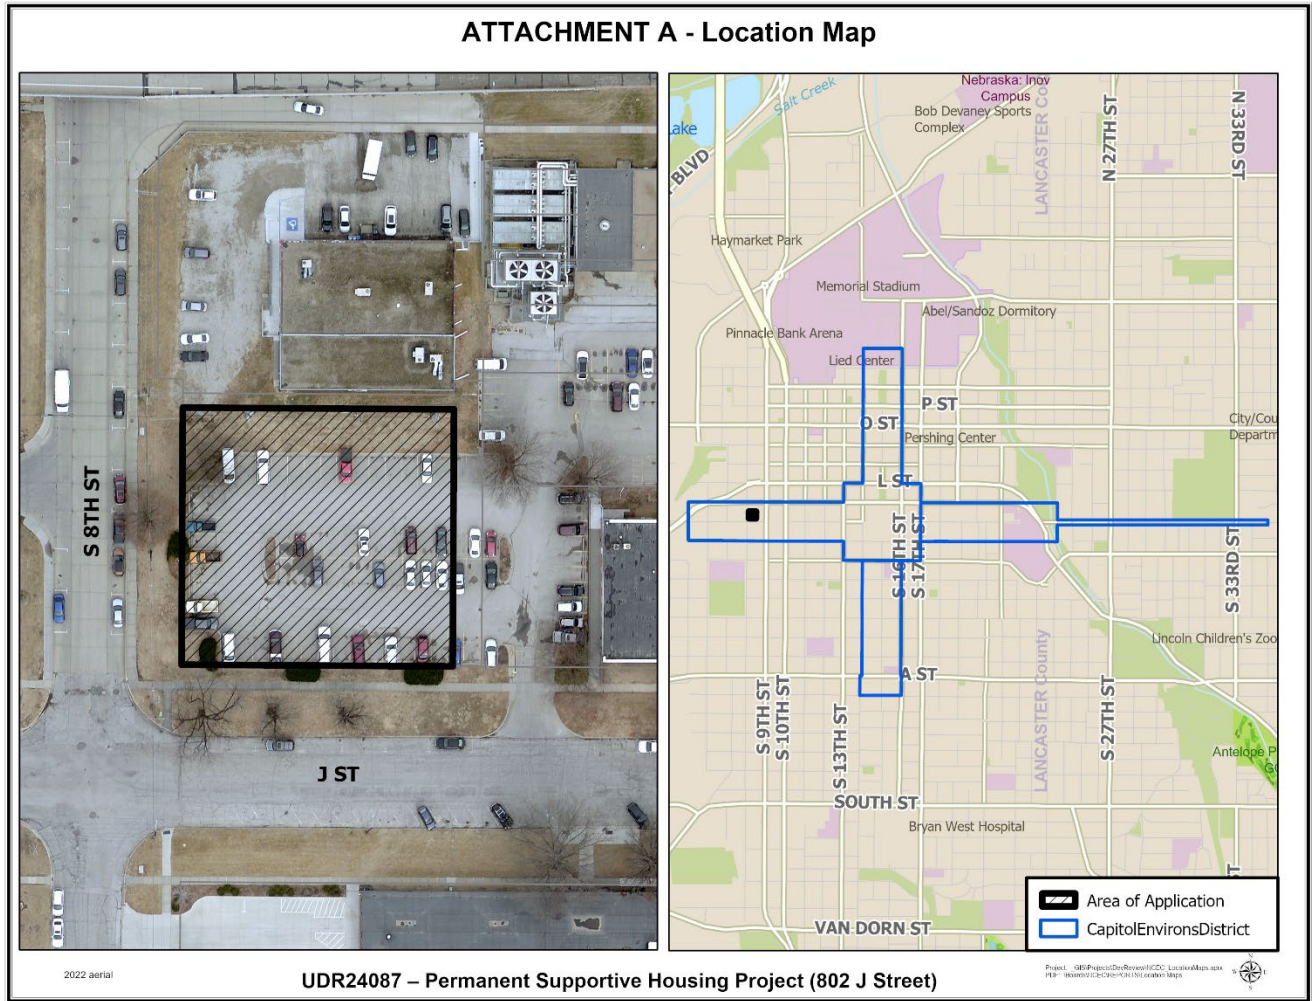 ATTACHMENT A - Location Map
S 8TH ST
J ST
Nebraska: Inov
Campus
Salt Creek
Bob Devaney Sports
Complex
Lake
BLVD
LANCASTER Co
N 27TH ST
N 33RD ST
Haymarket Park
Memorial Stadium
Abel/Sandoz Dormitory
Pinnacle Bank Arena
Lied Center
P ST
O ST
City/Cou
Departm
Pershing Center
L ST
S 16TH ST
S 17TH ST
S 33RD ST
Lincoln Children's Zoo
LANCASTER County
A ST
S 9TH ST
S 10TH ST
S 13TH ST
S 27TH ST
Antelope P
GO
SOUTH ST
Bryan West Hospital
ST
VAN DORN ST
Area of Application
CapitolEnvironsDistrict
2022 aerial
UDR24087 – Permanent Supportive Housing Project (802 J Street)